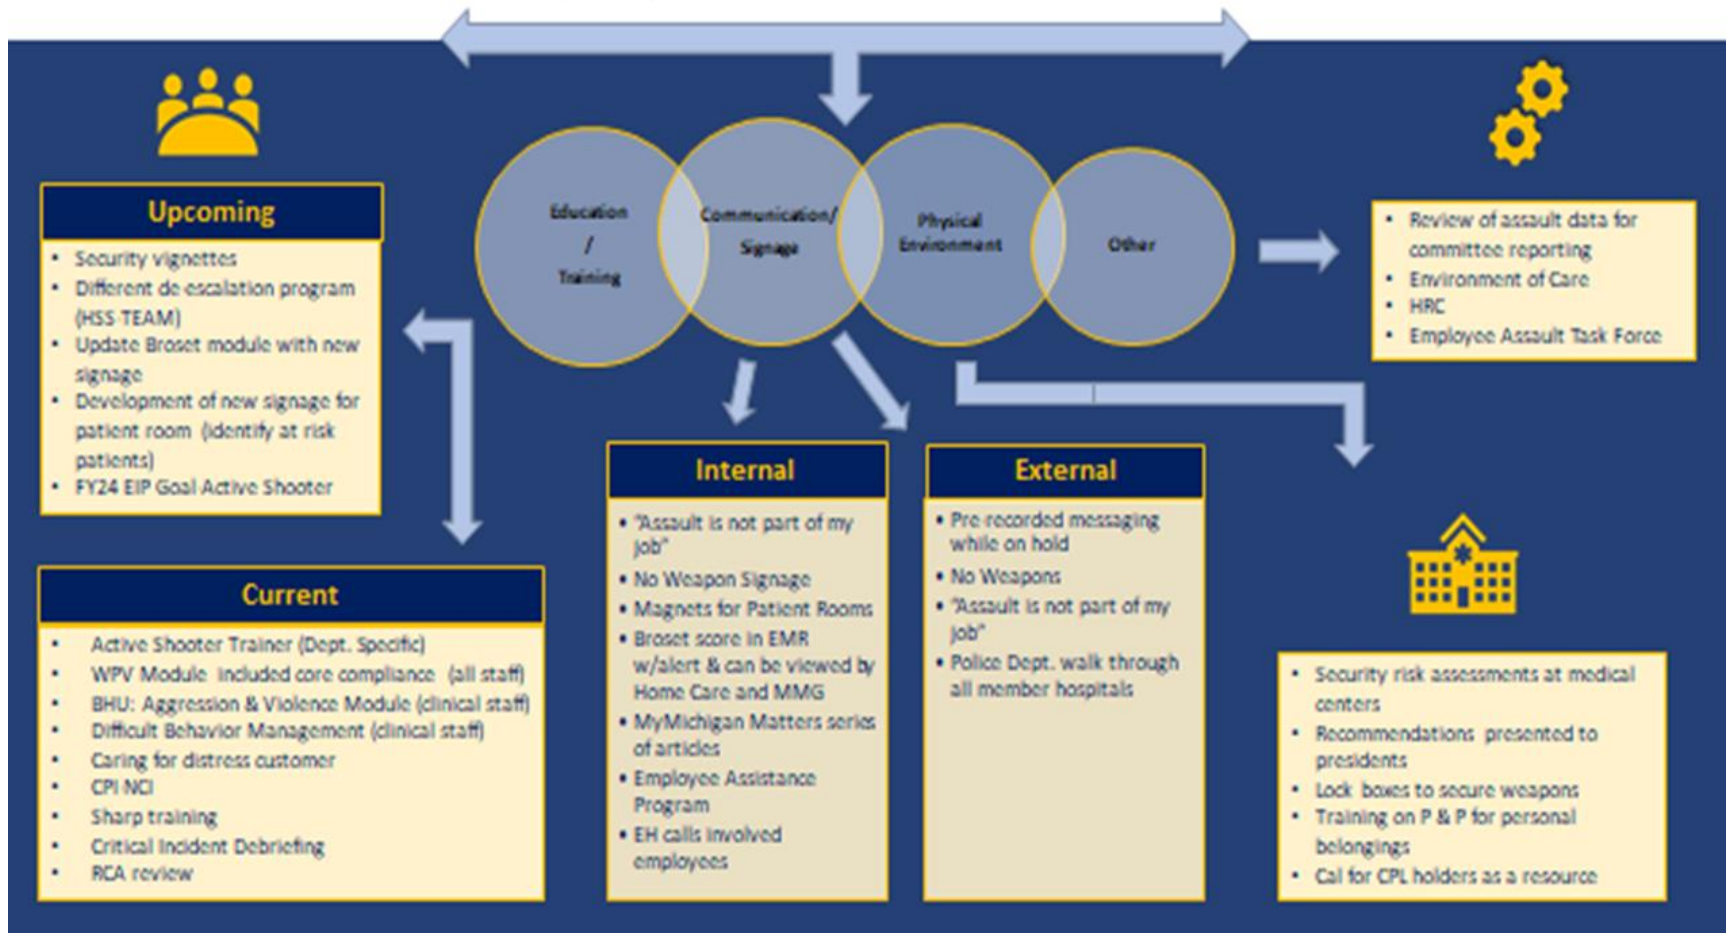 Education
/
Training
Communication/
Signage
Physical
Environment
Other
Upcoming
• Security vignettes
• Different de-escalation program
(HSS-TEAM)
• Update Broset module with new
signage
• Development of new signage for
patient room (identify at risk
patients)
• FY24 EIP Goal-Active Shooter
Current
• Active Shooter Trainer (Dept. Specific)
• WPV Module included core compliance (all staff)
• BHU: Aggression & Violence Module (clinical staff)
• Difficult Behavior Management (clinical staff)
• Caring for distress customer
• CPI-NCI
• Sharp training
• Critical Incident Debriefing
• RCA review
Internal
• "Assault is not part of my
job"
• No Weapon Signage
• Magnets for Patient Rooms
• Broset score in EMR
w/alert & can be viewed by
Home Care and MMG
• MyMichigan Matters series
of articles
• Employee Assistance
Program
• EH calls involved
employees
External
• Pre-recorded messaging
while on hold
• No Weapons
• "Assault is not part of my
job"
• Police Dept. walk through
all member hospitals
• Review of assault data for
committee reporting
• Environment of Care
• HRC
• Employee Assault Task Force
• Security risk assessments at medical
centers
• Recommendations presented to
presidents
• Lock boxes to secure weapons
• Training on P & P for personal
belongings
• Cal for CPL holders as a resource